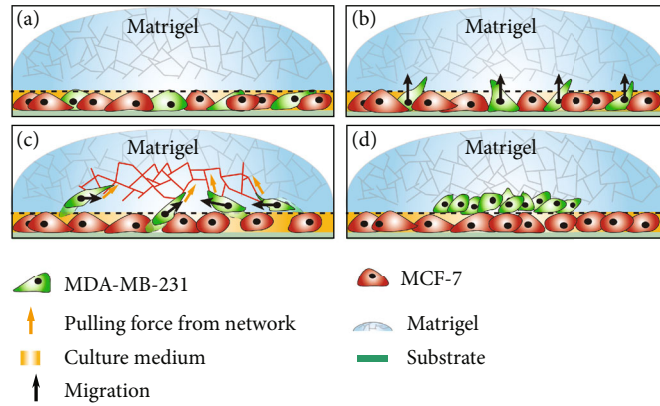 (a)
Matrigel
(b)
Matrigel
(c)
Matrigel
(d)
Matrigel
MDA-MB-231
MCF-7
Pulling force from network
Matrigel
Culture medium
Substrate
Migration